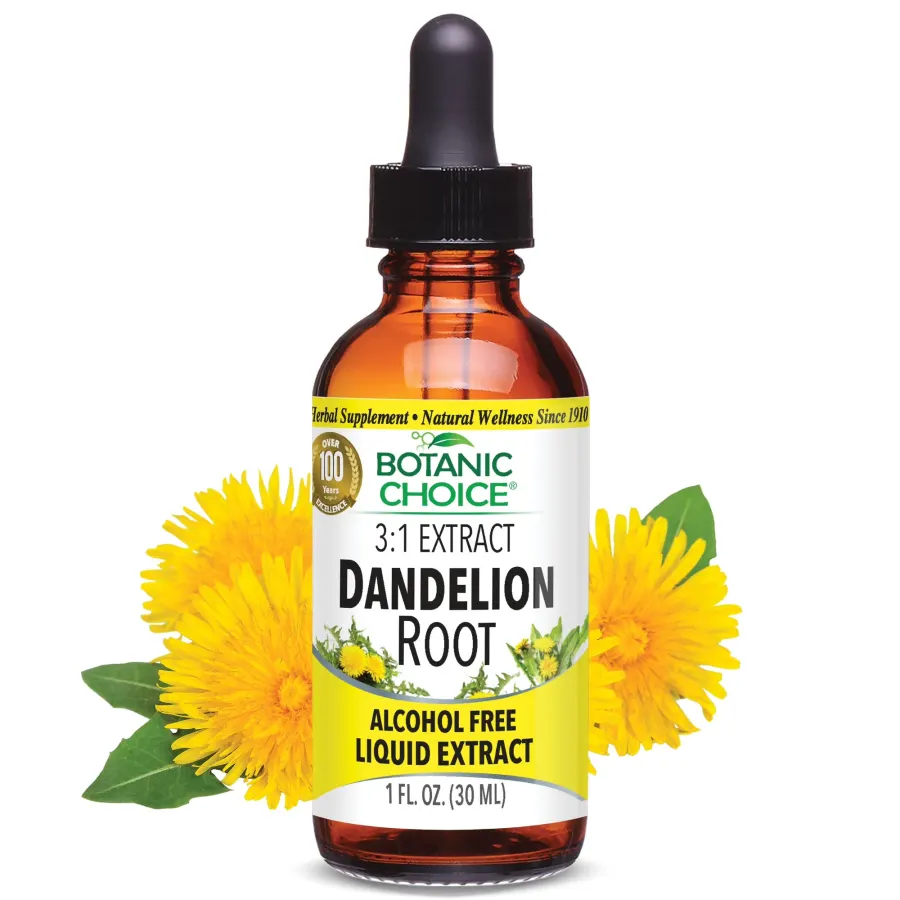 Herbal Supplement • Natural Wellness Since 1910
OVER
100
Years
EXCELLENCE
BOTANIC
CHOICE®
3:1 EXTRACT
DANDELION
ROOT
ALCOHOL FREE
LIQUID EXTRACT
1 FL. OZ. (30 ML)